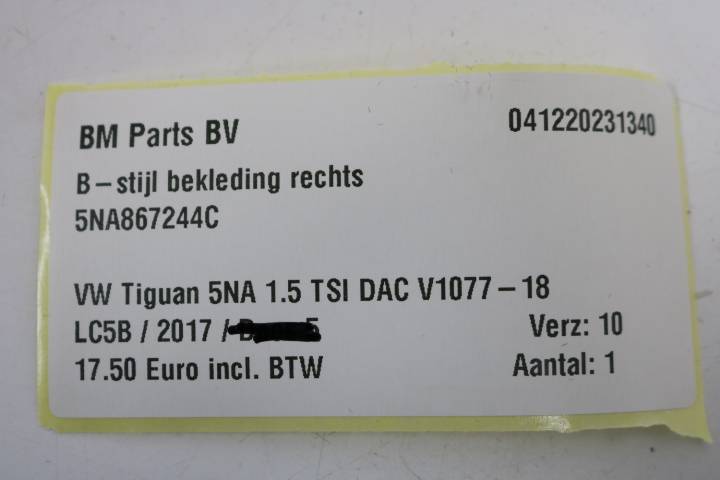 BM Parts BV 041220231340
B-stijl bekleding rechts
5NA867244C
VW Tiguan 5NA 1.5 TSI DAC V1077-18
LC5B / 2017 / Verz: 10
17.50 Euro incl. BTW Aantal: 1